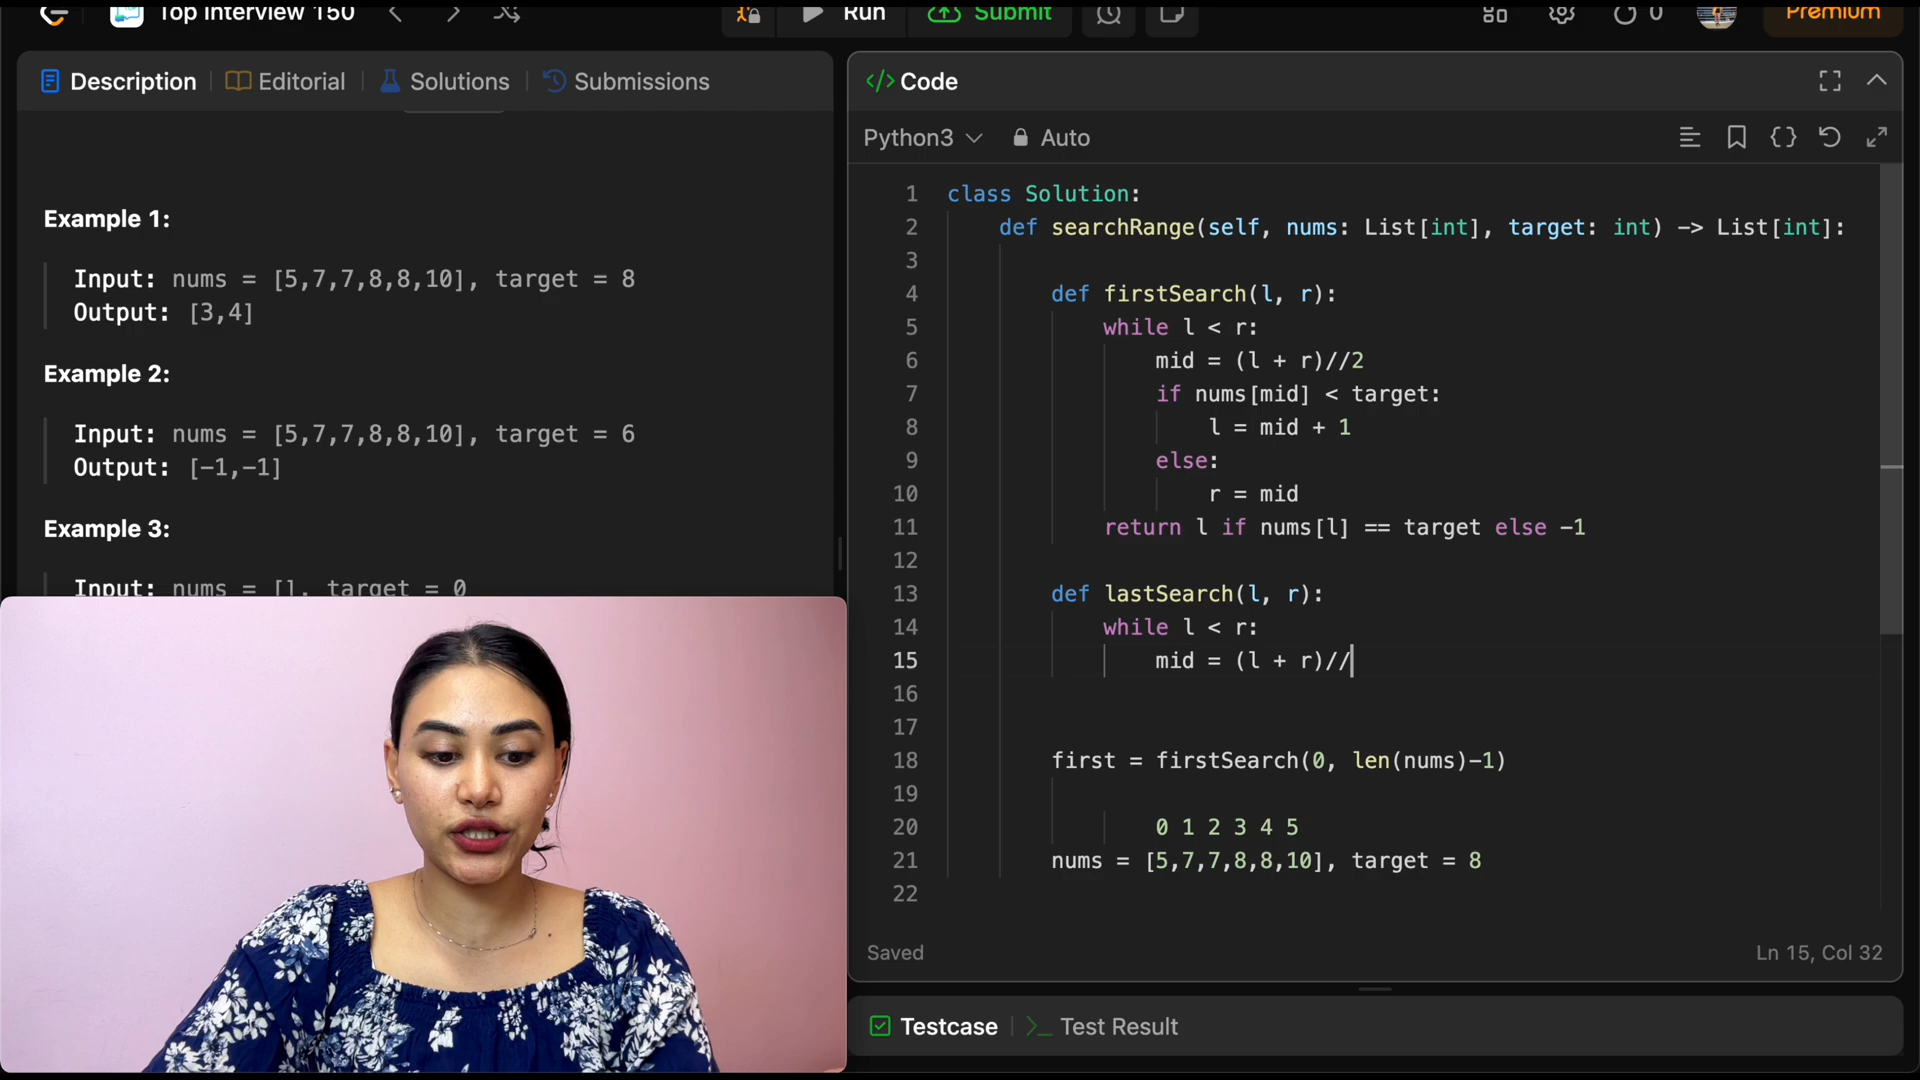 Top Interview 150
Run
Submit
0
Premium
Description
Editorial
Solutions
Submissions
Example 1:
Input: nums = [5,7,7,8,8,10], target = 8
Output: [3,4]
Example 2:
Input: nums = [5,7,7,8,8,10], target = 6
Output: [-1,-1]
Example 3:
Input: nums = [], target = 0
</> Code
Python3
Auto
1 class Solution:
2 def searchRange(self, nums: List[int], target: int) -> List[int]:
3
4 def firstSearch(l, r):
5 while l < r:
6 mid = (l + r)//2
7 if nums[mid] < target:
8 l = mid + 1
9 else:
10 r = mid
11 return l if nums[l] == target else -1
12
13 def lastSearch(l, r):
14 while l < r:
15 mid = (l + r)//
16
17
18 first = firstSearch(0, len(nums)-1)
19
20 0 1 2 3 4 5
21 nums = [5,7,7,8,8,10], target = 8
22
Saved
Ln 15, Col 32
Testcase
>_ Test Result